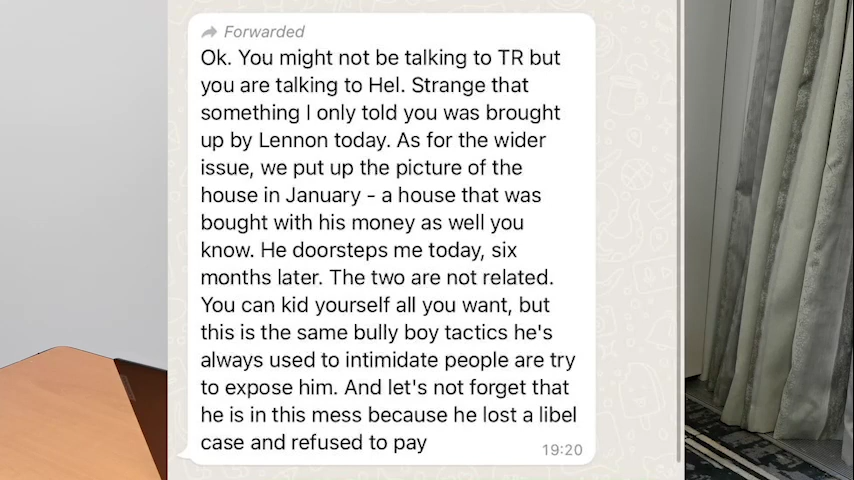 Forwarded
Ok. You might not be talking to TR but
you are talking to Hel. Strange that
something I only told you was brought
up by Lennon today. As for the wider
issue, we put up the picture of the
house in January - a house that was
bought with his money as well you
know. He doorsteps me today, six
months later. The two are not related.
You can kid yourself all you want, but
this is the same bully boy tactics he's
always used to intimidate people are try
to expose him. And let's not forget that
he is in this mess because he lost a libel
case and refused to pay
19:20